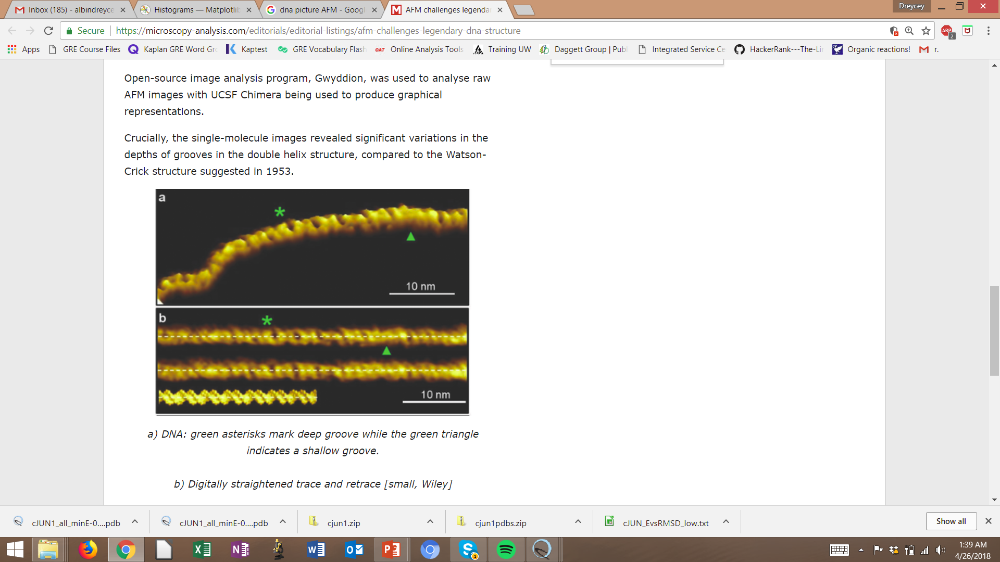 Inbox (185) - albindreyce
Histograms — Matplotlib
dna picture AFM - Googl
AFM challenges legenda
Dreycey
Secure
https://microscopy-analysis.com/editorials/editorial-listings/afm-challenges-legendary-dna-structure
ABP
2
Apps
GRE Course Files
Kaplan GRE Word Gr
Kaptest
GRE Vocabulary Flash
OAT
Online Analysis Tools
Training UW
Daggett Group | Publ
Integrated Service Ce
HackerRank---The-Li
Organic reactions!
r.
Open-source image analysis program, Gwyddion, was used to analyse raw
AFM images with UCSF Chimera being used to produce graphical
representations.
Crucially, the single-molecule images revealed significant variations in the
depths of grooves in the double helix structure, compared to the Watson-
Crick structure suggested in 1953.
a
10 nm
b
10 nm
a) DNA: green asterisks mark deep groove while the green triangle
indicates a shallow groove.
b) Digitally straightened trace and retrace [small, Wiley]
cJUN1_all_minE-0....pdb
cJUN1_all_minE-0....pdb
cjun1.zip
cjun1pdbs.zip
cJUN_EvsRMSD_low.txt
Show all
1:39 AM
4/26/2018